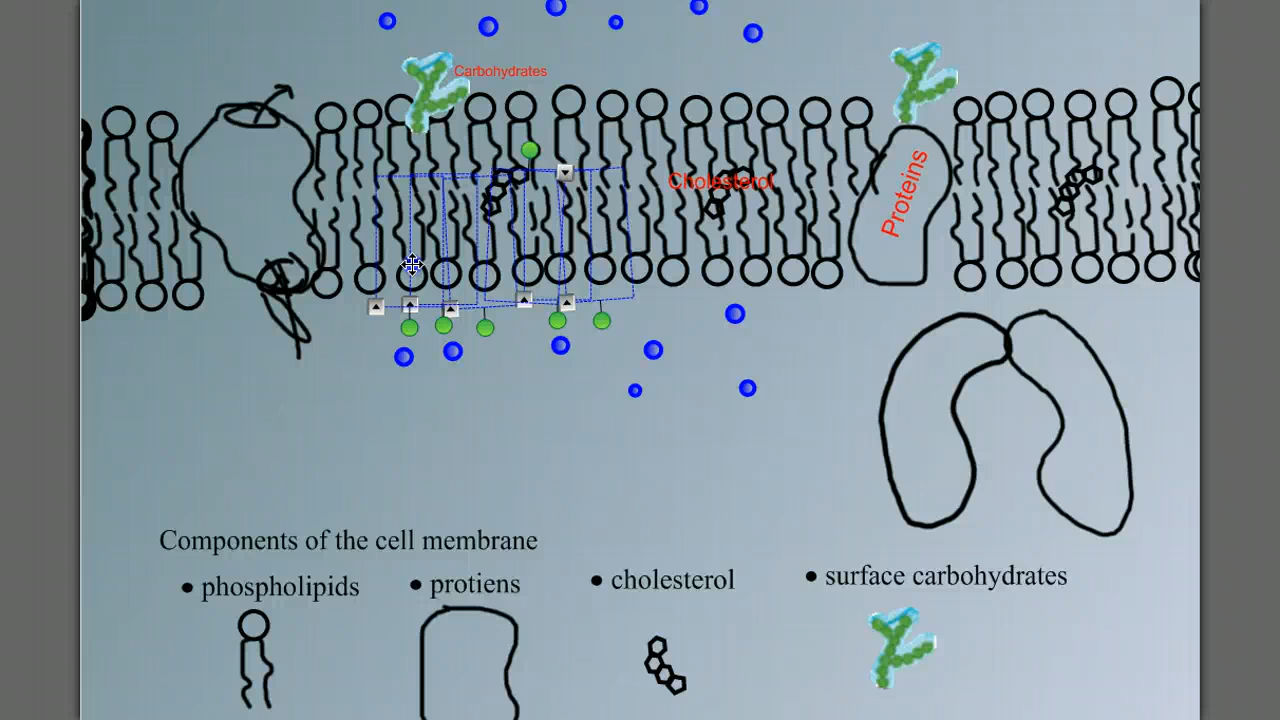 Carbohydrates
Cholesterol
Proteins
Components of the cell membrane
• phospholipids
• protiens
• cholesterol
• surface carbohydrates